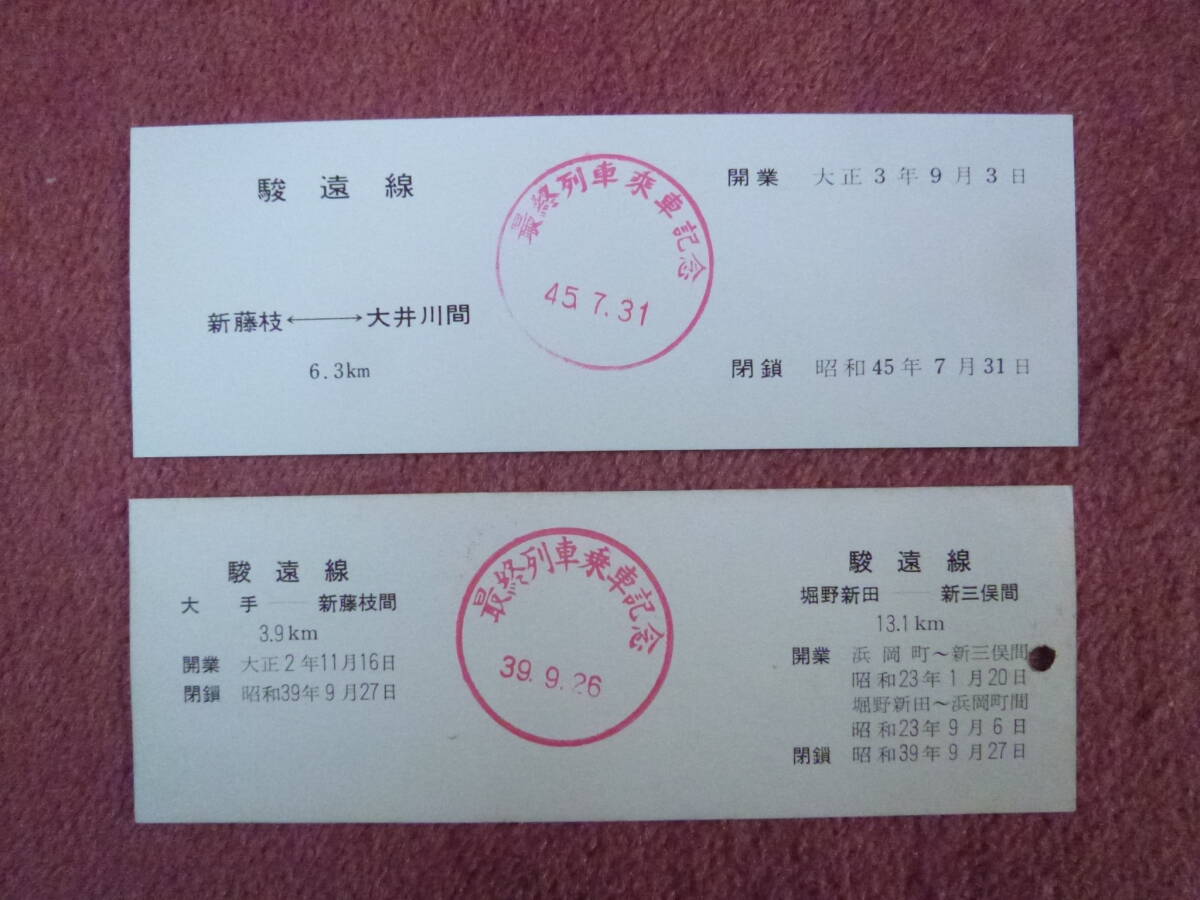 駿遠線
新藤枝⟷大井川間
6.3km
最終列車乗車記念
45.7.31
開業 大正3年9月3日
閉鎖 昭和45年7月31日
駿遠線
大手──新藤枝間
3.9km
開業 大正2年11月16日
閉鎖 昭和39年9月27日
最終列車乗車記念
39.9.26
駿遠線
堀野新田──新三俣間
13.1km
開業 浜岡町〜新三俣間
昭和23年1月20日
堀野新田〜浜岡町間
昭和23年9月6日
閉鎖 昭和39年9月27日